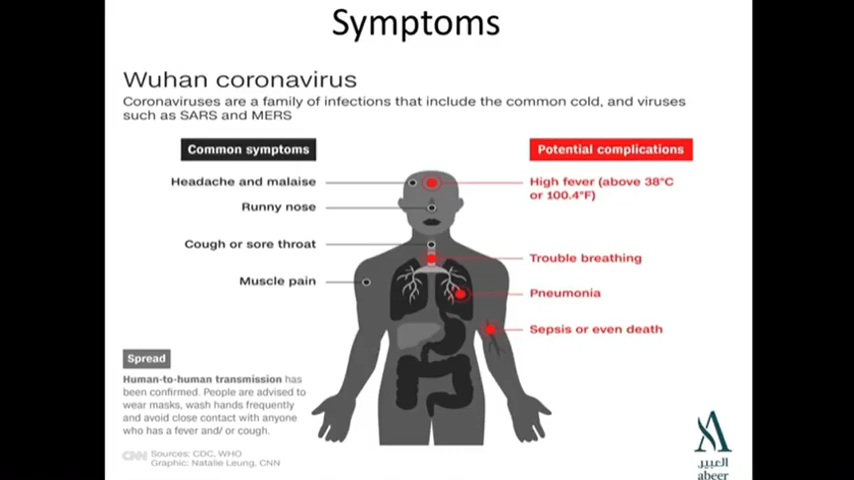 Symptoms
Wuhan coronavirus
Coronaviruses are a family of infections that include the common cold, and viruses
such as SARS and MERS
Common symptoms
Headache and malaise
Runny nose
Cough or sore throat
Muscle pain
Potential complications
High fever (above 38°C
or 100.4°F)
Trouble breathing
Pneumonia
Sepsis or even death
Spread
Human-to-human transmission has
been confirmed. People are advised to
wear masks, wash hands frequently
and avoid close contact with anyone
who has a fever and/ or cough.
CNN
Sources: CDC, WHO
Graphic: Natalie Leung, CNN
العبير
abeer